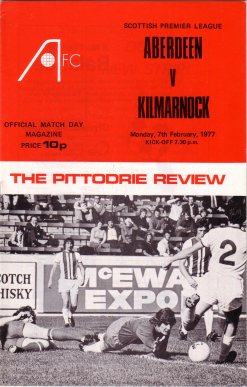 SCOTTISH PREMIER LEAGUE
ABERDEEN
V
KILMARNOCK
Monday, 7th February, 1977
KICK-OFF 7.30 p.m.
AFC
OFFICIAL MATCH DAY
MAGAZINE
PRICE 10p
THE PITTODRIE REVIEW
OTCH
HISKY
McEWA
EXPO
2